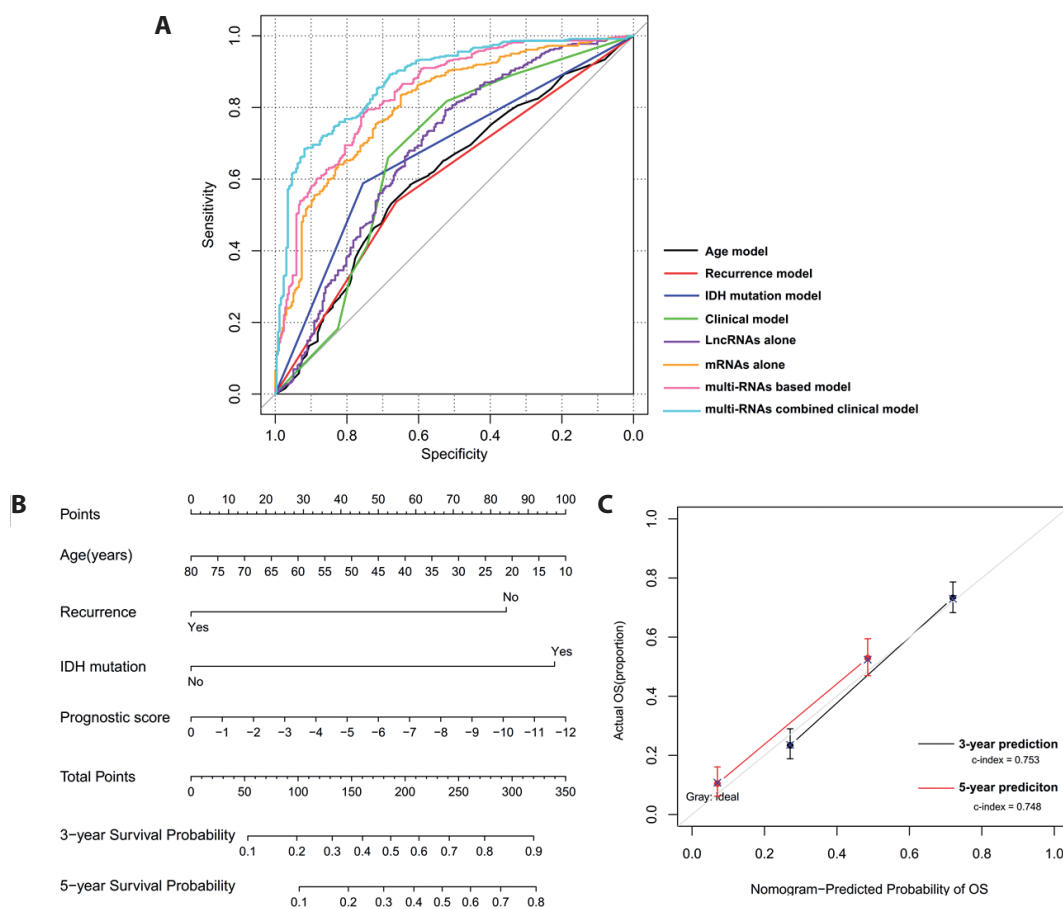 A
1.0
0.8
0.6
0.4
0.2
0.0
Sensitivity
1.0 0.8 0.6 0.4 0.2 0.0
Specificity
Age model
Recurrence model
IDH mutation model
Clinical model
LncRNAs alone
mRNAs alone
multi-RNAs based model
multi-RNAs combined clinical model
B
0 10 20 30 40 50 60 70 80 90 100
Points
Age(years)
80 75 70 65 60 55 50 45 40 35 30 25 20 15 10
No
Recurrence
Yes
Yes
IDH mutation
No
Prognostic score
0 −1 −2 −3 −4 −5 −6 −7 −8 −9 −10 −11 −12
Total Points
0 50 100 150 200 250 300 350
3−year Survival Probability
0.1 0.2 0.3 0.4 0.5 0.6 0.7 0.8 0.9
5−year Survival Probability
0.1 0.2 0.3 0.4 0.5 0.6 0.7 0.8
C
1.0
0.8
0.6
0.4
0.2
0.0
Actual OS(proportion)
3-year prediction
c-index = 0.753
5-year prediciton
c-index = 0.748
Gray: ideal
0.0 0.2 0.4 0.6 0.8 1.0
Nomogram−Predicted Probability of OS